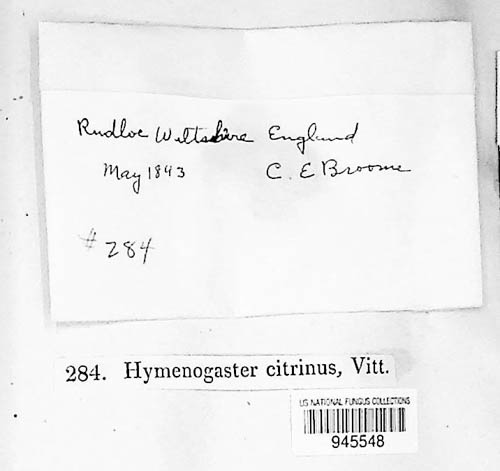 Rudloe Wiltshire England
May 1843 C. E Broome
# 284
284. Hymenogaster citrinus, Vitt.
US NATIONAL FUNGUS COLLECTIONS
945548